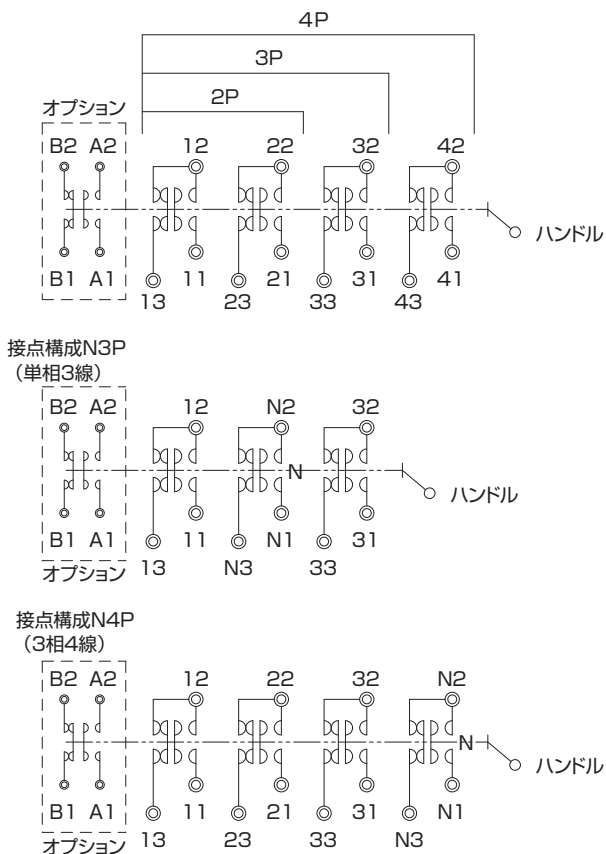 4P
3P
2P
オプション
B2 A2 12 22 32 42
ハンドル
B1 A1 11 21 31 41
13 23 33 43
接点構成N3P
（単相3線）
B2 A2 12 N2 32
N
ハンドル
B1 A1 11 N1 31
オプション 13 N3 33
接点構成N4P
（3相4線）
B2 A2 12 22 32 N2
N
ハンドル
B1 A1 11 21 31 N1
オプション 13 23 33 N3